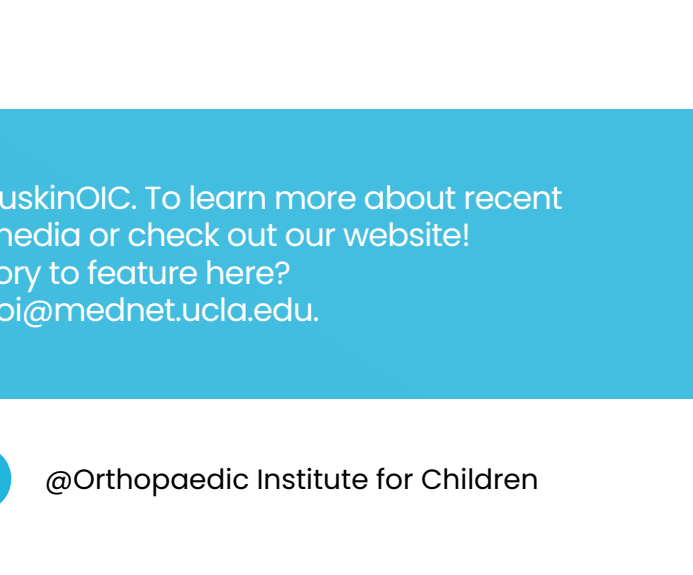 uskinOIC. To learn more about recent
media or check out our website!
ory to feature here?
oi@mednet.ucla.edu.
@Orthopaedic Institute for Children